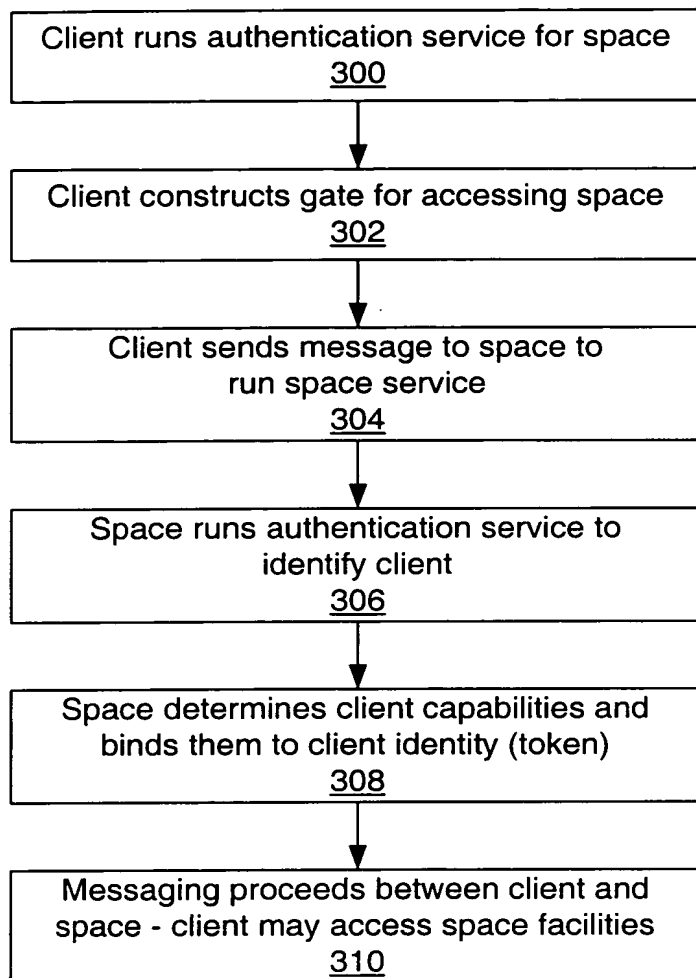 Client runs authentication service for space
300
Client constructs gate for accessing space
302
Client sends message to space to
run space service
304
Space runs authentication service to
identify client
306
Space determines client capabilities and
binds them to client identity (token)
308
Messaging proceeds between client and
space - client may access space facilities
310